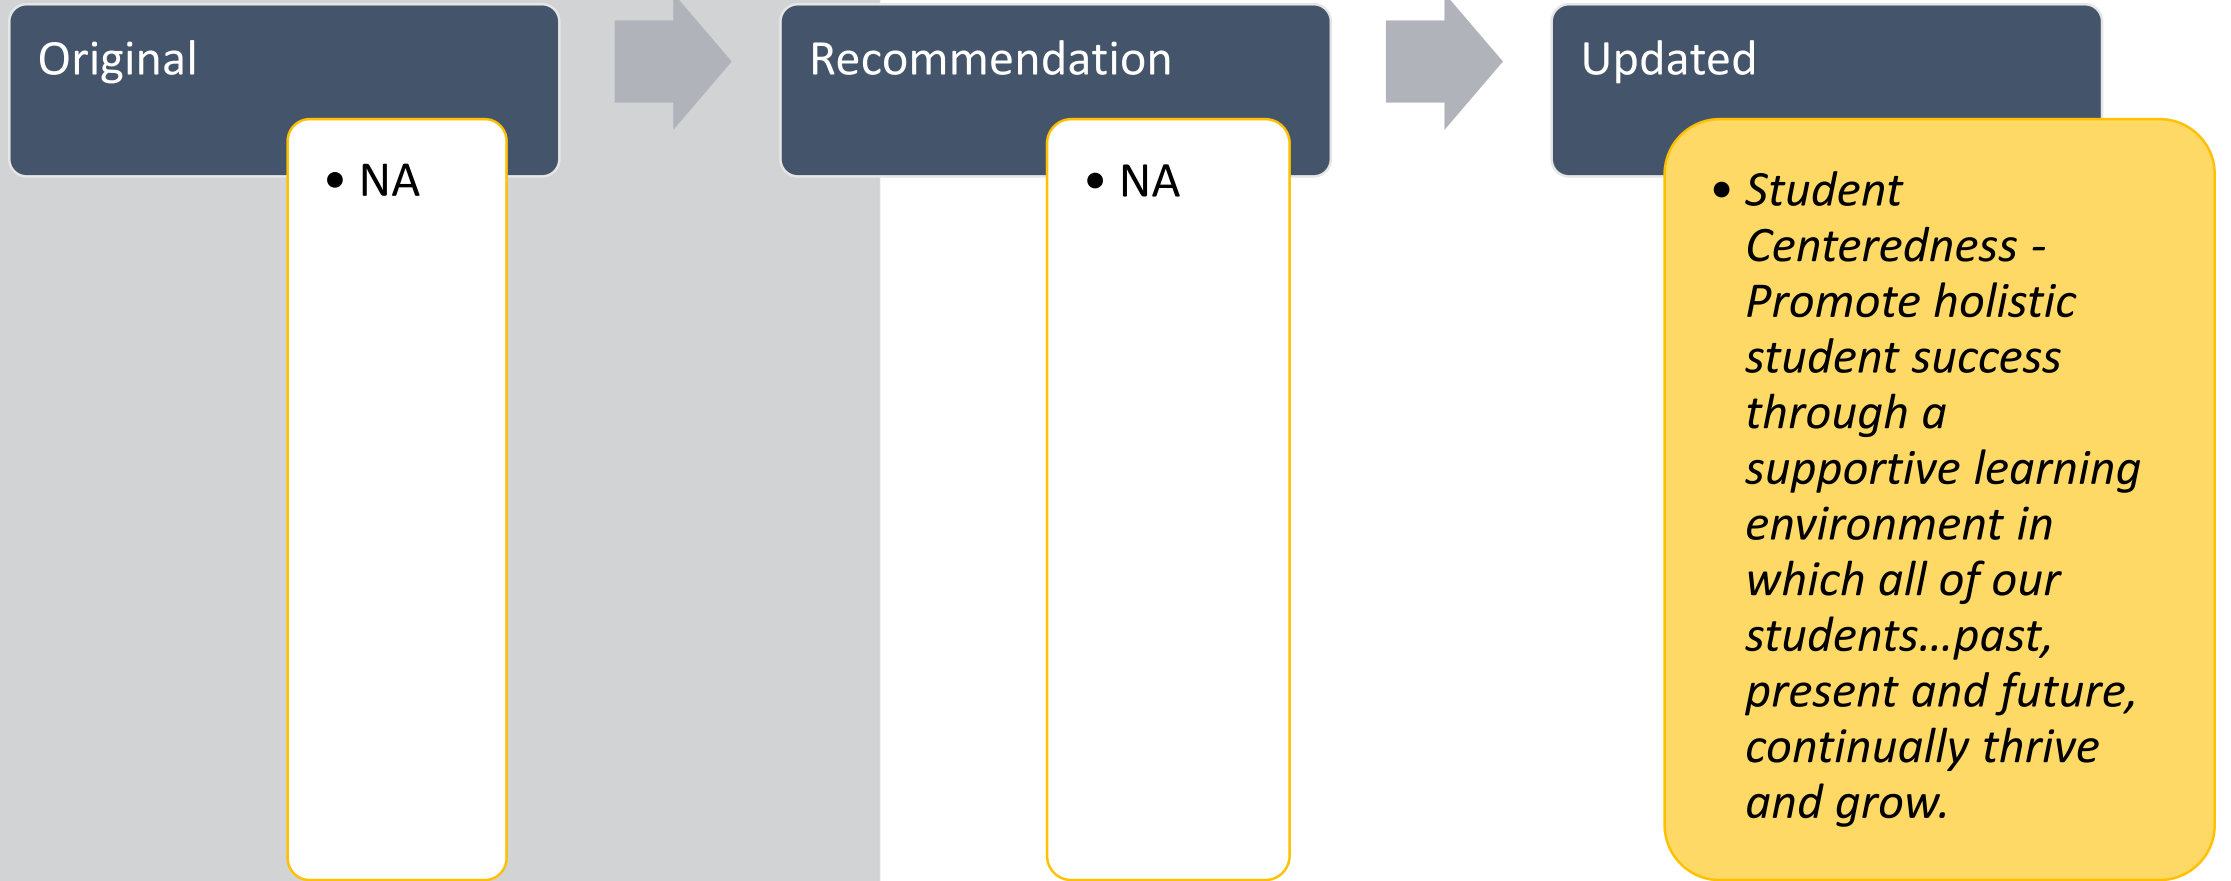 Original
• NA
Recommendation
• NA
Updated
• Student
Centeredness -
Promote holistic
student success
through a
supportive learning
environment in
which all of our
students…past,
present and future,
continually thrive
and grow.